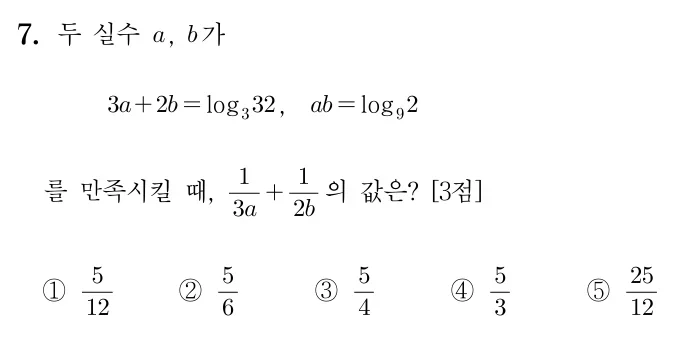 7. 두 실수 a, b가
3a+2b=log₃32, ab=log₉2
를 만족시킬 때, 1/3a + 1/2b 의 값은? [3점]
① 5/12 ② 5/6 ③ 5/4 ④ 5/3 ⑤ 25/12